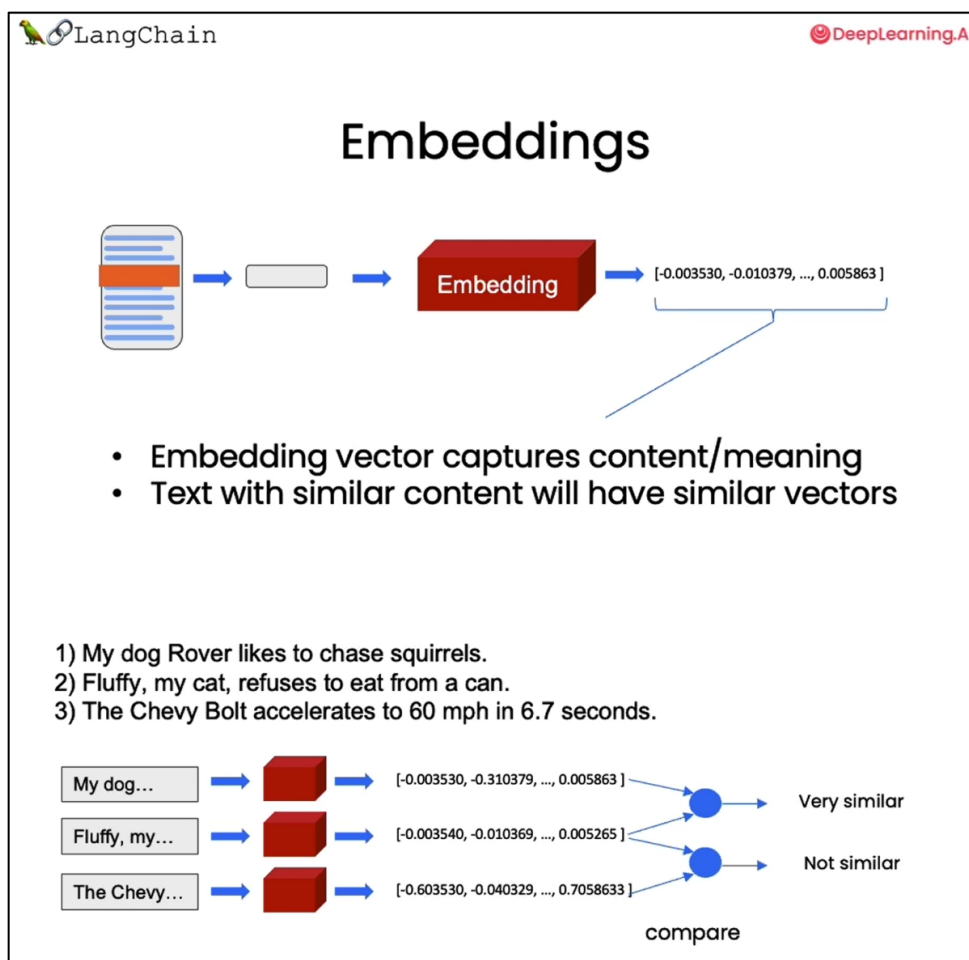 LangChain
DeepLearning.A
Embeddings
Embedding
[-0.003530, -0.010379, ..., 0.005863 ]
• Embedding vector captures content/meaning
• Text with similar content will have similar vectors
1) My dog Rover likes to chase squirrels.
2) Fluffy, my cat, refuses to eat from a can.
3) The Chevy Bolt accelerates to 60 mph in 6.7 seconds.
My dog...
[-0.003530, -0.310379, ..., 0.005863 ]
Very similar
Fluffy, my...
[-0.003540, -0.010369, ..., 0.005265 ]
Not similar
The Chevy...
[-0.603530, -0.040329, ..., 0.7058633 ]
compare